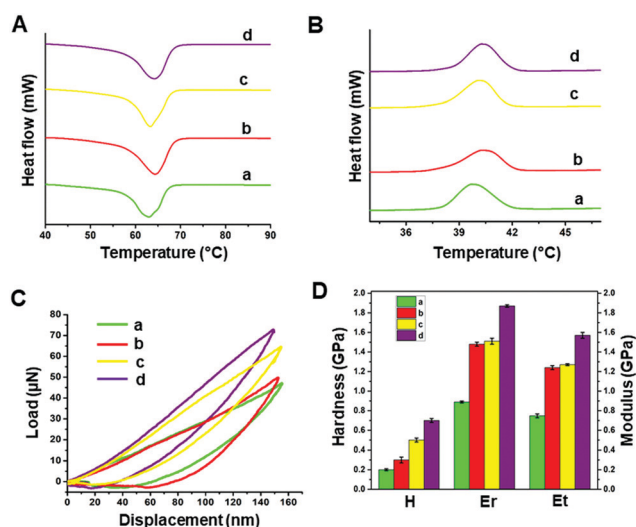 A
d
c
b
a
Heat flow (mW)
40 50 60 70 80 90
Temperature (°C)
B
d
c
b
a
Heat flow (mW)
36 39 42 45
Temperature (°C)
C
a
b
c
d
80
70
60
50
40
30
20
10
0
Load (μN)
0 20 40 60 80 100 120 140 160
Displacement (nm)
D
a
b
c
d
2.0
1.8
1.6
1.4
1.2
1.0
0.8
0.6
0.4
0.2
0.0
Hardness (GPa)
H Er Et
2.0
1.8
1.6
1.4
1.2
1.0
0.8
0.6
0.4
0.2
0.0
Modulus (GPa)